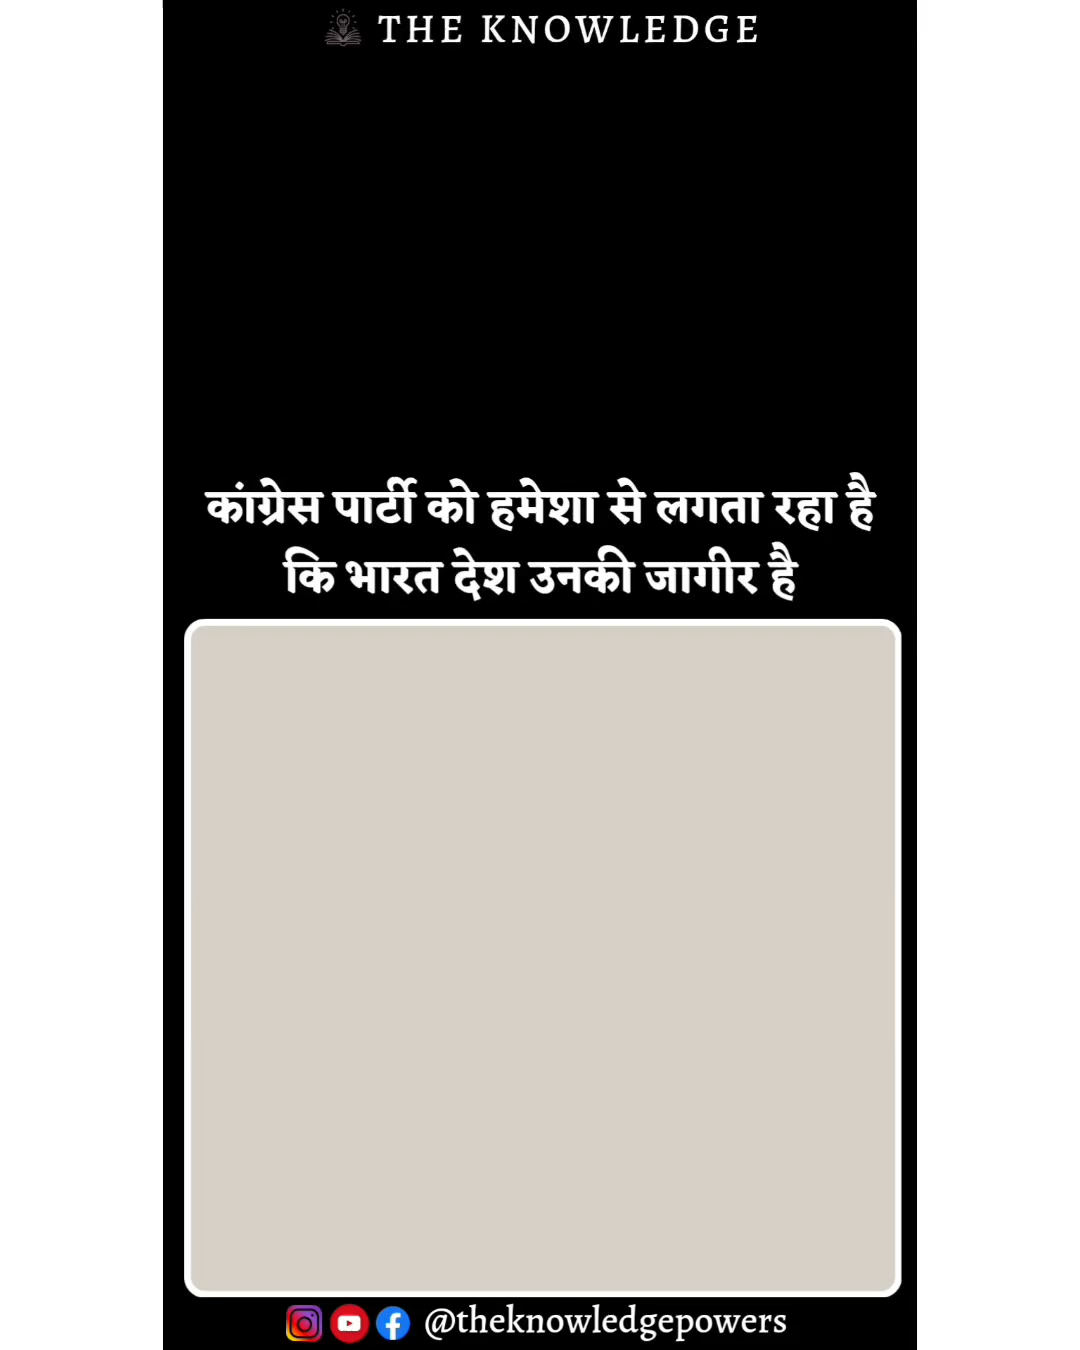 THE KNOWLEDGE
कांग्रेस पार्टी को हमेशा से लगता रहा है
कि भारत देश उनकी जागीर है
@theknowledgepowers